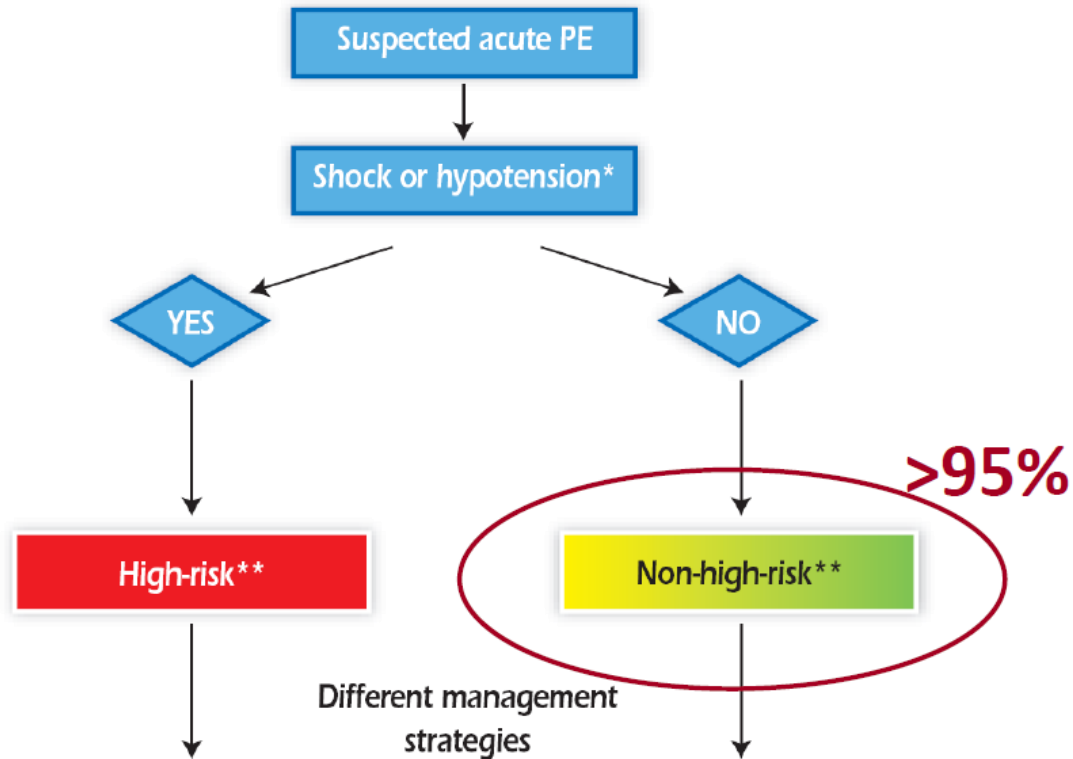 Suspected acute PE
Shock or hypotension*
YES
NO
>95%
High-risk**
Non-high-risk**
Different management
strategies